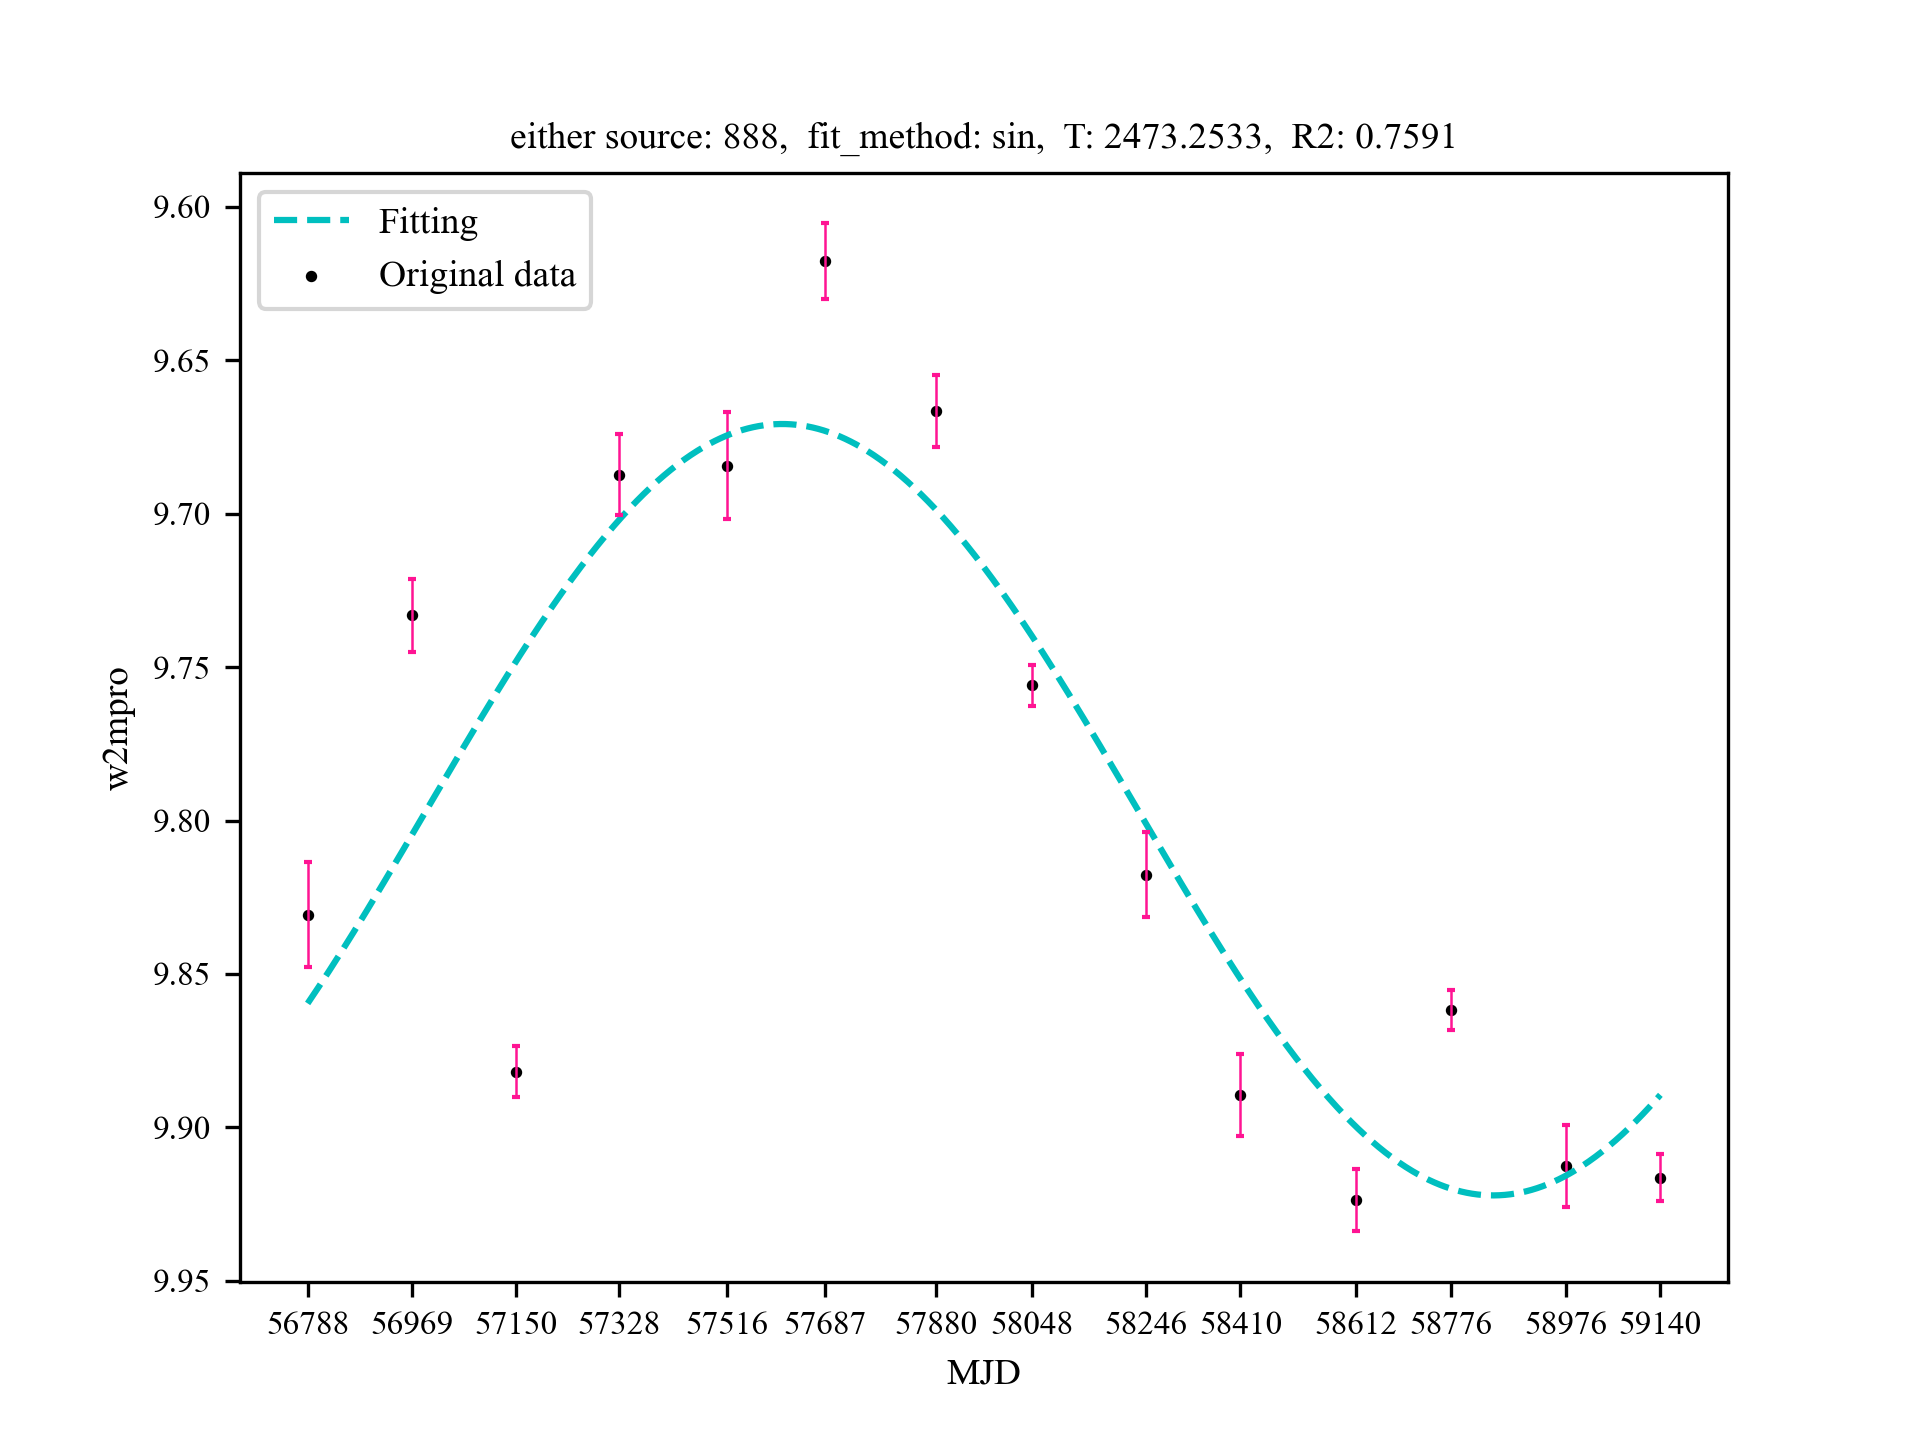 either source: 888,  fit_method: sin,  T: 2473.2533,  R2: 0.7591
Fitting
Original data
9.60
9.65
9.70
9.75
9.80
9.85
9.90
9.95
w2mpro
56788 56969 57150 57328 57516 57687 57880 58048 58246 58410 58612 58776 58976 59140
MJD